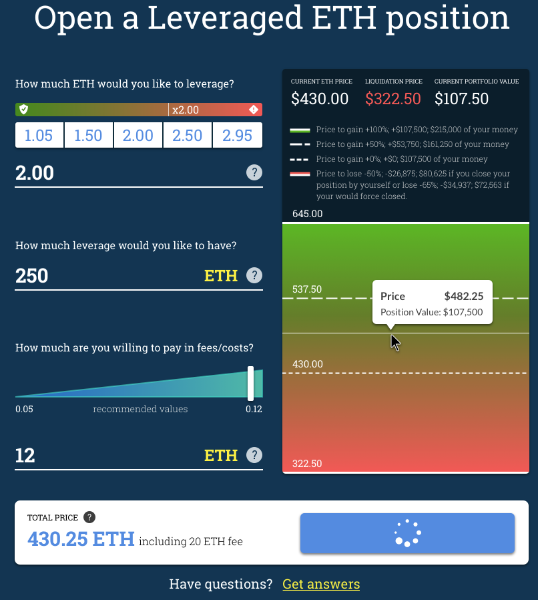 Open a Leveraged ETH position
How much ETH would you like to leverage?
x2.00
1.05 1.50 2.00 2.50 2.95
2.00 ?
How much leverage would you like to have?
250 ETH ?
How much are you willing to pay in fees/costs?
0.05 recommended values 0.12
12 ETH ?
CURRENT ETH PRICE LIQUIDATION PRICE CURRENT PORTFOLIO VALUE
$430.00 $322.50 $107.50
Price to gain +100%; +$107,500; $215,000 of your money
Price to gain +50%; +$53,750; $161,250 of your money
Price to gain +0%; +$0; $107,500 of your money
Price to lose -50%; -$26,875; $80,625 if you close your
position by yourself or lose -65%; -$34,937; $72,563 if
your would force closed.
645.00
537.50
Price $482.25
Position Value: $107,500
430.00
322.50
TOTAL PRICE ?
430.25 ETH including 20 ETH fee
Have questions? Get answers